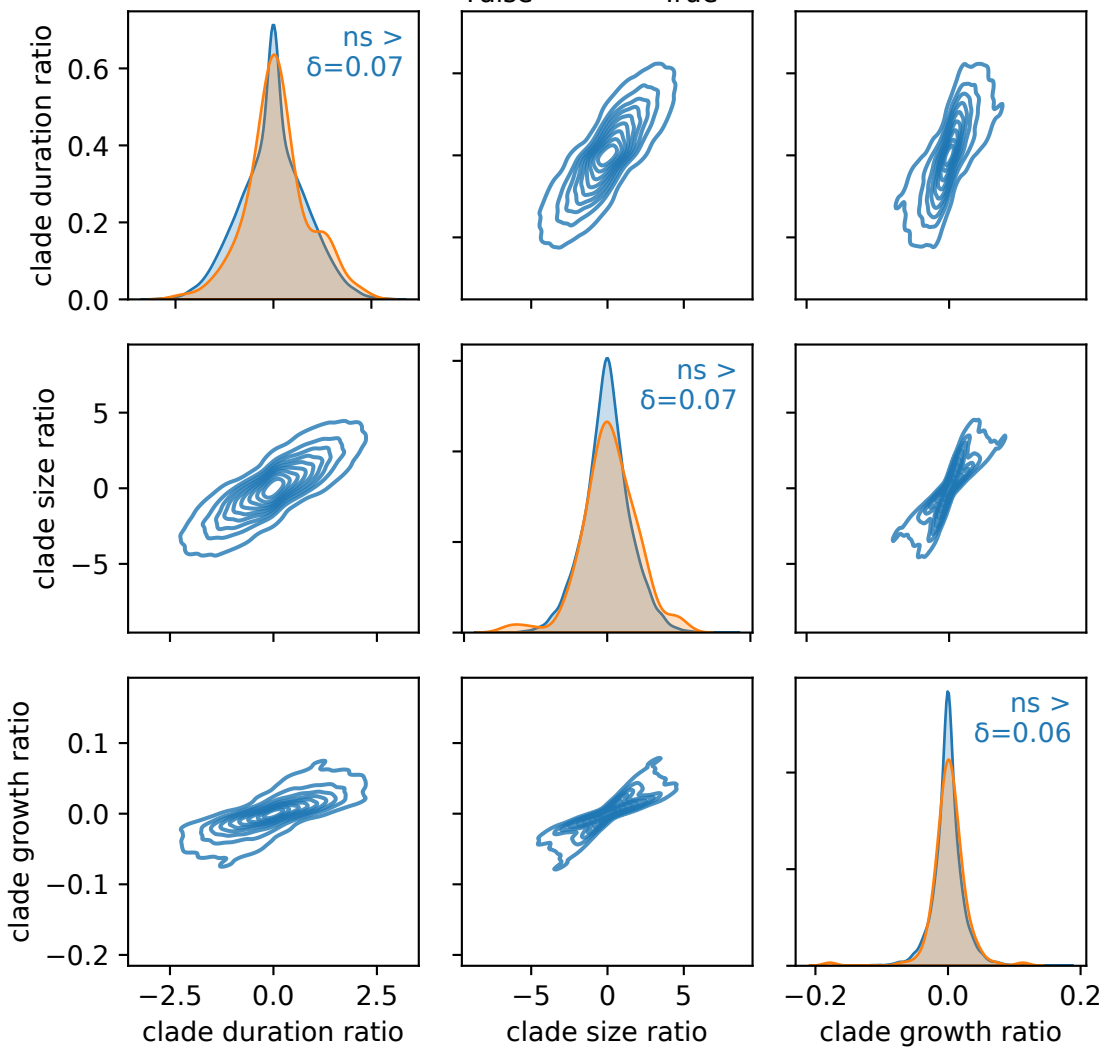 False True
clade duration ratio
0.6
0.4
0.2
0.0
ns >
δ=0.07
clade size ratio
5
0
−5
ns >
δ=0.07
clade growth ratio
0.1
0.0
−0.1
−0.2
ns >
δ=0.06
−2.5 0.0 2.5
−5 0 5
−0.2 0.0 0.2
clade duration ratio
clade size ratio
clade growth ratio